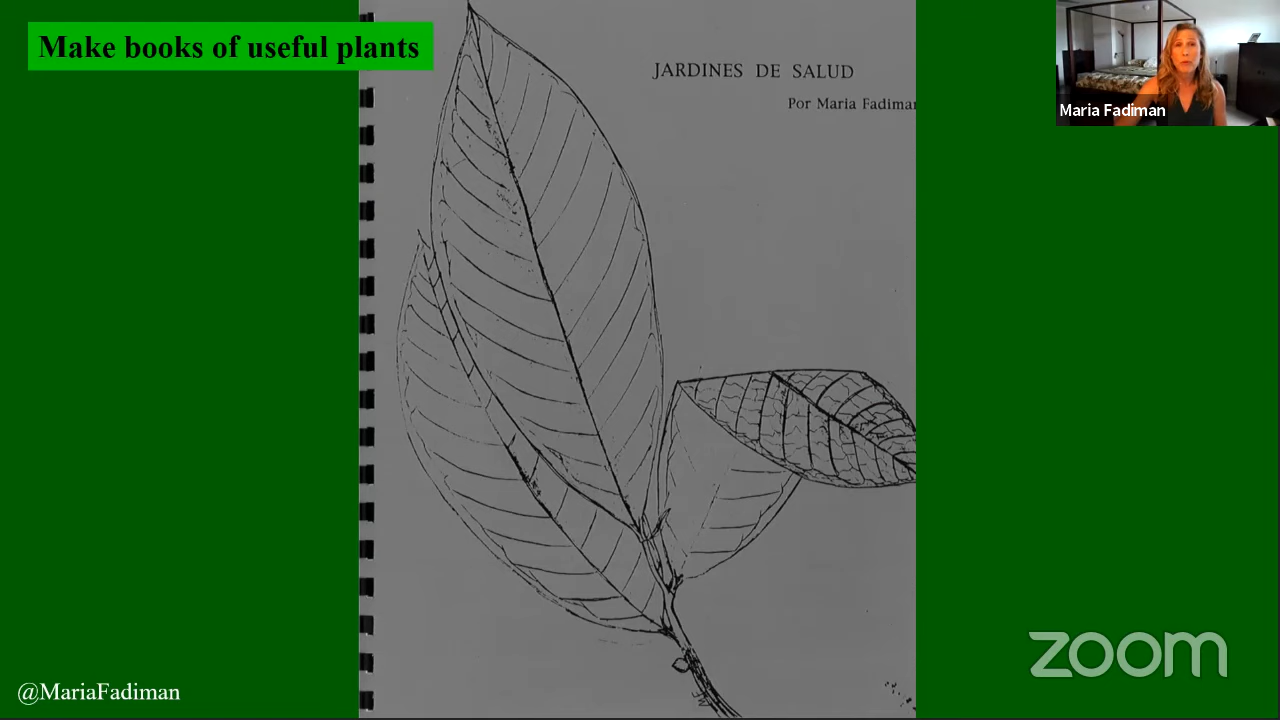 Make books of useful plants
JARDINES DE SALUD
Por Maria Fadiman
Maria Fadiman
@MariaFadiman
zoom